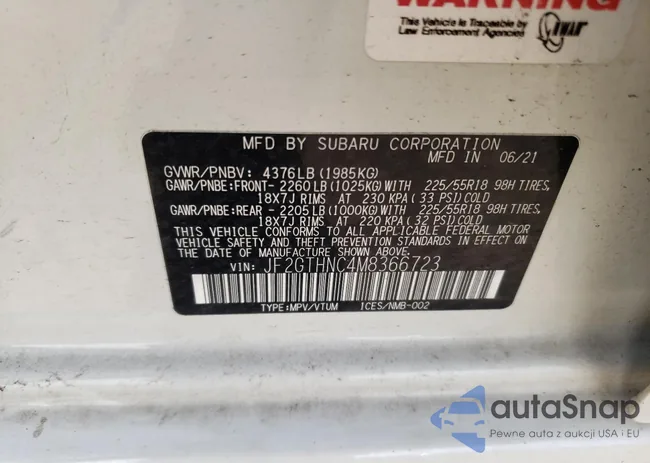 WARNING
This Vehicle is Traceable by
Law Enforcement Agencies
MFD BY SUBARU CORPORATION
MFD IN 06/21
GVWR/PNBV: 4376LB (1985KG)
GAWR/PNBE:FRONT- 2260LB (1025KG) WITH 225/55R18 98H TIRES,
18X7J RIMS AT 230 KPA ( 33 PSI) COLD
GAWR/PNBE:REAR - 2205LB (1000KG) WITH 225/55R18 98H TIRES,
18X7J RIMS AT 220 KPA ( 32 PSI) COLD
THIS VEHICLE CONFORMS TO ALL APPLICABLE FEDERAL MOTOR
VEHICLE SAFETY AND THEFT PREVENTION STANDARDS IN EFFECT ON
THE DATE OF MANUFACTURE SHOWN ABOVE.
VIN: JF2GTHNC4M8366723
TYPE:MPV/VTUM ICES/NMB-002
autaSnap
Pewne auta z aukcji USA i EU